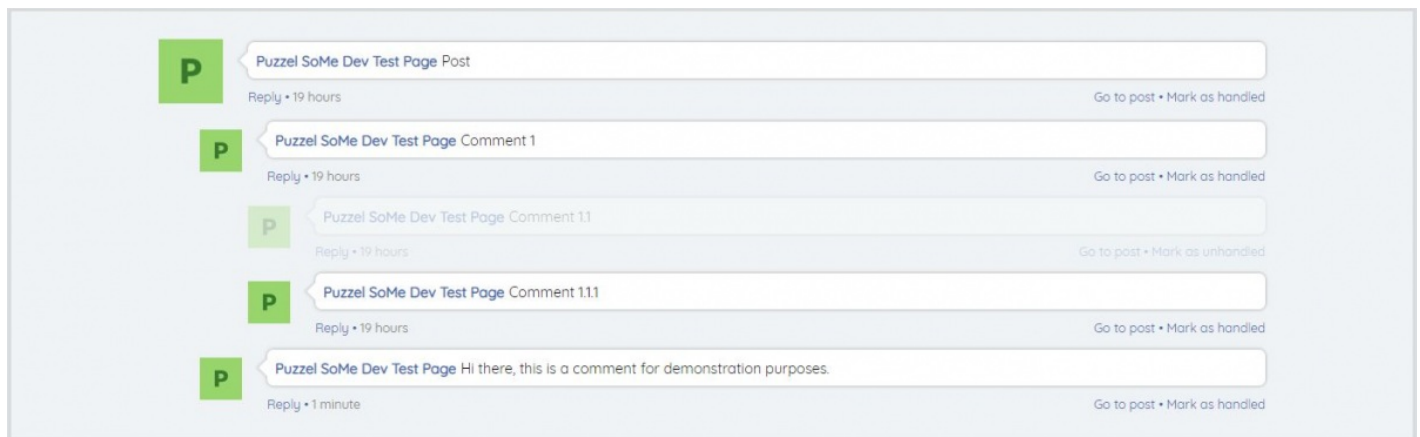 P
Puzzel SoMe Dev Test Page Post
Reply • 19 hours Go to post • Mark as handled
P
Puzzel SoMe Dev Test Page Comment 1
Reply • 19 hours Go to post • Mark as handled
P
Puzzel SoMe Dev Test Page Comment 1.1
Reply • 19 hours Go to post • Mark as unhandled
P
Puzzel SoMe Dev Test Page Comment 1.1.1
Reply • 19 hours Go to post • Mark as handled
P
Puzzel SoMe Dev Test Page Hi there, this is a comment for demonstration purposes.
Reply • 1 minute Go to post • Mark as handled